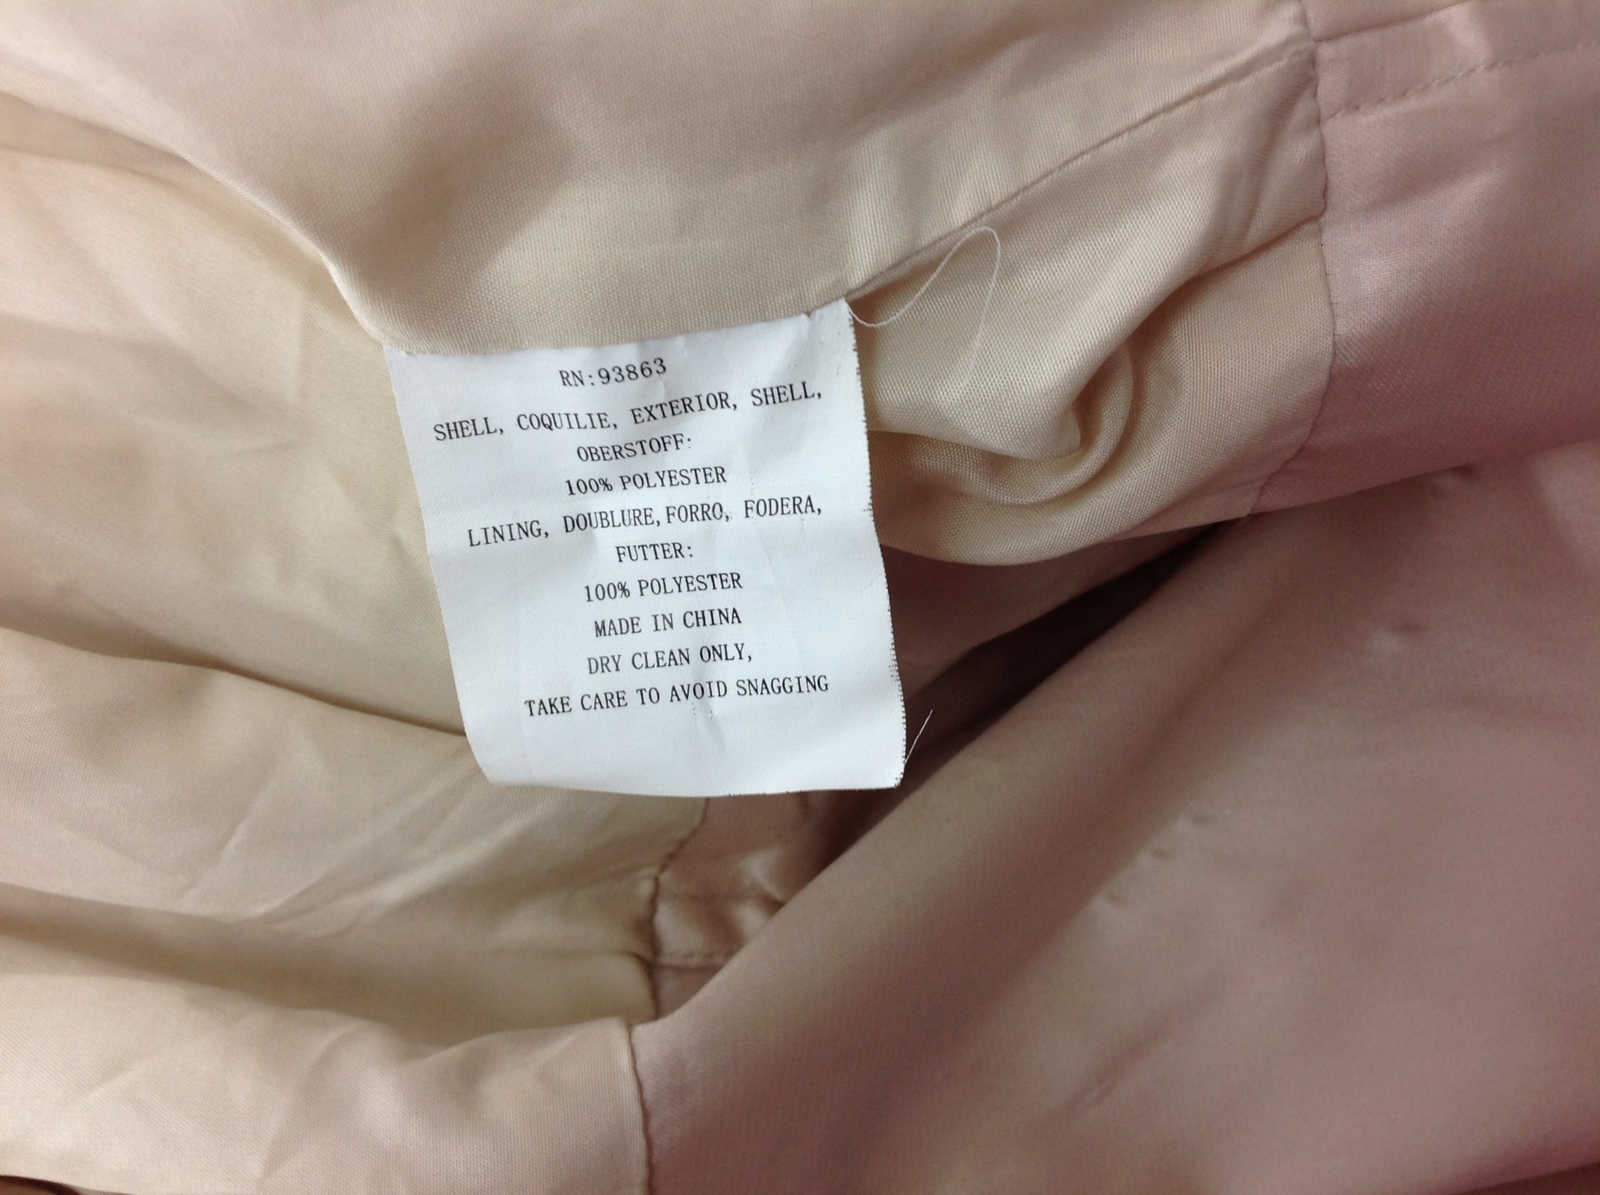 RN:93863
SHELL, COQUILIE, EXTERIOR, SHELL,
OBERSTOFF:
100% POLYESTER
LINING, DOUBLURE, FORRO, FODERA,
FUTTER:
100% POLYESTER
MADE IN CHINA
DRY CLEAN ONLY,
TAKE CARE TO AVOID SNAGGING